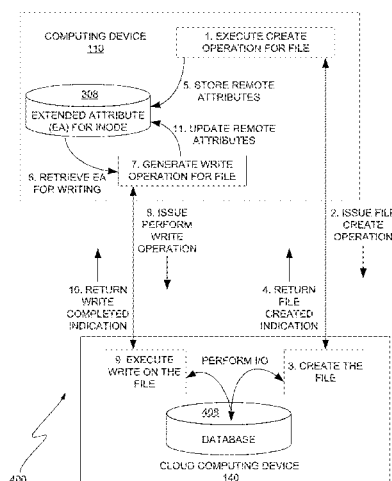 COMPUTING DEVICE
110
1. EXECUTE CREATE
OPERATION FOR FILE
5. STORE REMOTE
ATTRIBUTES
308
EXTENDED ATTRIBUTE
(EA) FOR INODE
11. UPDATE REMOTE
ATTRIBUTES
7. GENERATE WRITE
OPERATION FOR FILE
6. RETRIEVE EA
FOR WRITING
8. ISSUE
PERFORM
WRITE
OPERATION
2. ISSUE FILE
CREATE
OPERATION
10. RETURN
WRITE
COMPLETED
INDICATION
4. RETURN
FILE
CREATED
INDICATION
9. EXECUTE
WRITE ON THE
FILE
PERFORM I/O
3. CREATE THE
FILE
408
DATABASE
CLOUD COMPUTING DEVICE
140
400